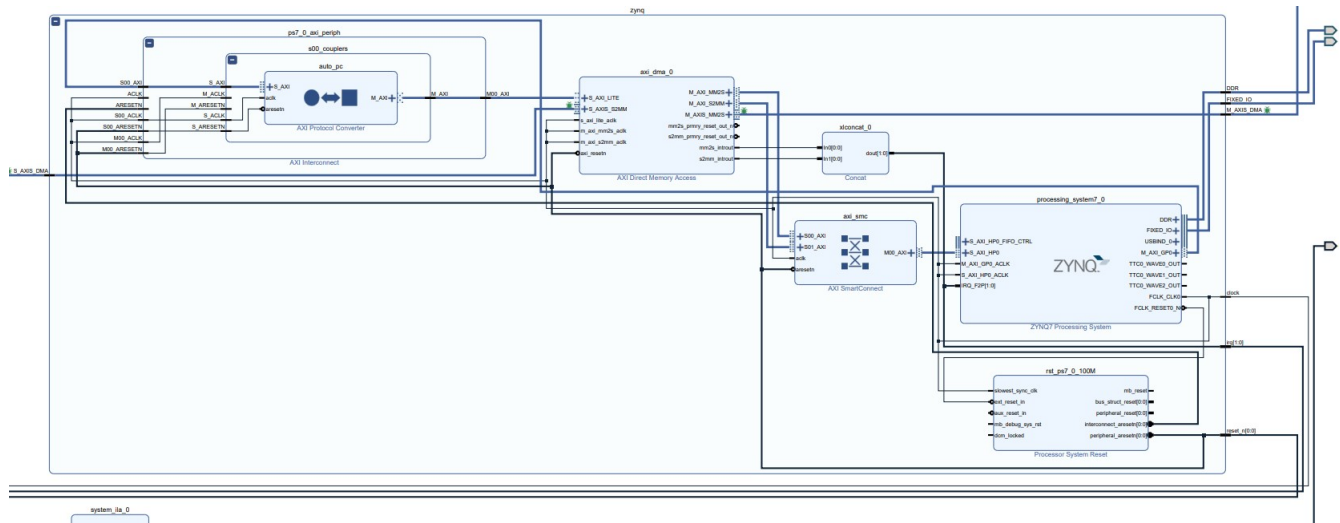 zynq
ps7_0_axi_periph
s00_couplers
auto_pc
S00_AXI
ACLK
ARESETN
S00_ACLK
S00_ARESETN
M00_ACLK
M00_ARESETN
S_AXI
M_ACLK
M_ARESETN
S_ACLK
S_ARESETN
S_AXI
aclk
aresetn
M_AXI
AXI Protocol Converter
M_AXI
M00_AXI
AXI Interconnect
S_AXIS_DMA
axi_dma_0
S_AXI_LITE
S_AXIS_S2MM
s_axi_lite_aclk
m_axi_mm2s_aclk
m_axi_s2mm_aclk
axi_resetn
M_AXI_MM2S
M_AXI_S2MM
M_AXIS_MM2S
mm2s_prmry_reset_out_n
s2mm_prmry_reset_out_n
mm2s_introut
s2mm_introut
AXI Direct Memory Access
xlconcat_0
In0[0:0]
In1[0:0]
dout[1:0]
Concat
axi_smc
S00_AXI
S01_AXI
aclk
aresetn
M00_AXI
AXI SmartConnect
processing_system7_0
S_AXI_HP0_FIFO_CTRL
S_AXI_HP0
M_AXI_GP0_ACLK
S_AXI_HP0_ACLK
IRQ_F2P[1:0]
ZYNQ
DDR
FIXED_IO
USBIND_0
M_AXI_GP0
TTC0_WAVE0_OUT
TTC0_WAVE1_OUT
TTC0_WAVE2_OUT
FCLK_CLK0
FCLK_RESET0_N
ZYNQ7 Processing System
rst_ps7_0_100M
slowest_sync_clk
ext_reset_in
aux_reset_in
mb_debug_sys_rst
dcm_locked
mb_reset
bus_struct_reset[0:0]
peripheral_reset[0:0]
interconnect_aresetn[0:0]
peripheral_aresetn[0:0]
Processor System Reset
DDR
FIXED_IO
M_AXIS_DMA
clock
irq[1:0]
reset_n[0:0]
system_ila_0